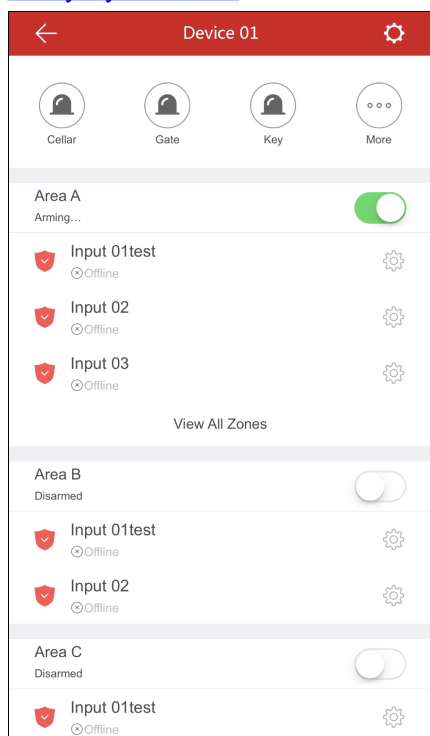 Device 01
Cellar Gate Key More
Area A
Arming...
Input 01test
Offline
Input 02
Offline
Input 03
Offline
View All Zones
Area B
Disarmed
Input 01test
Offline
Input 02
Offline
Area C
Disarmed
Input 01test
Offline